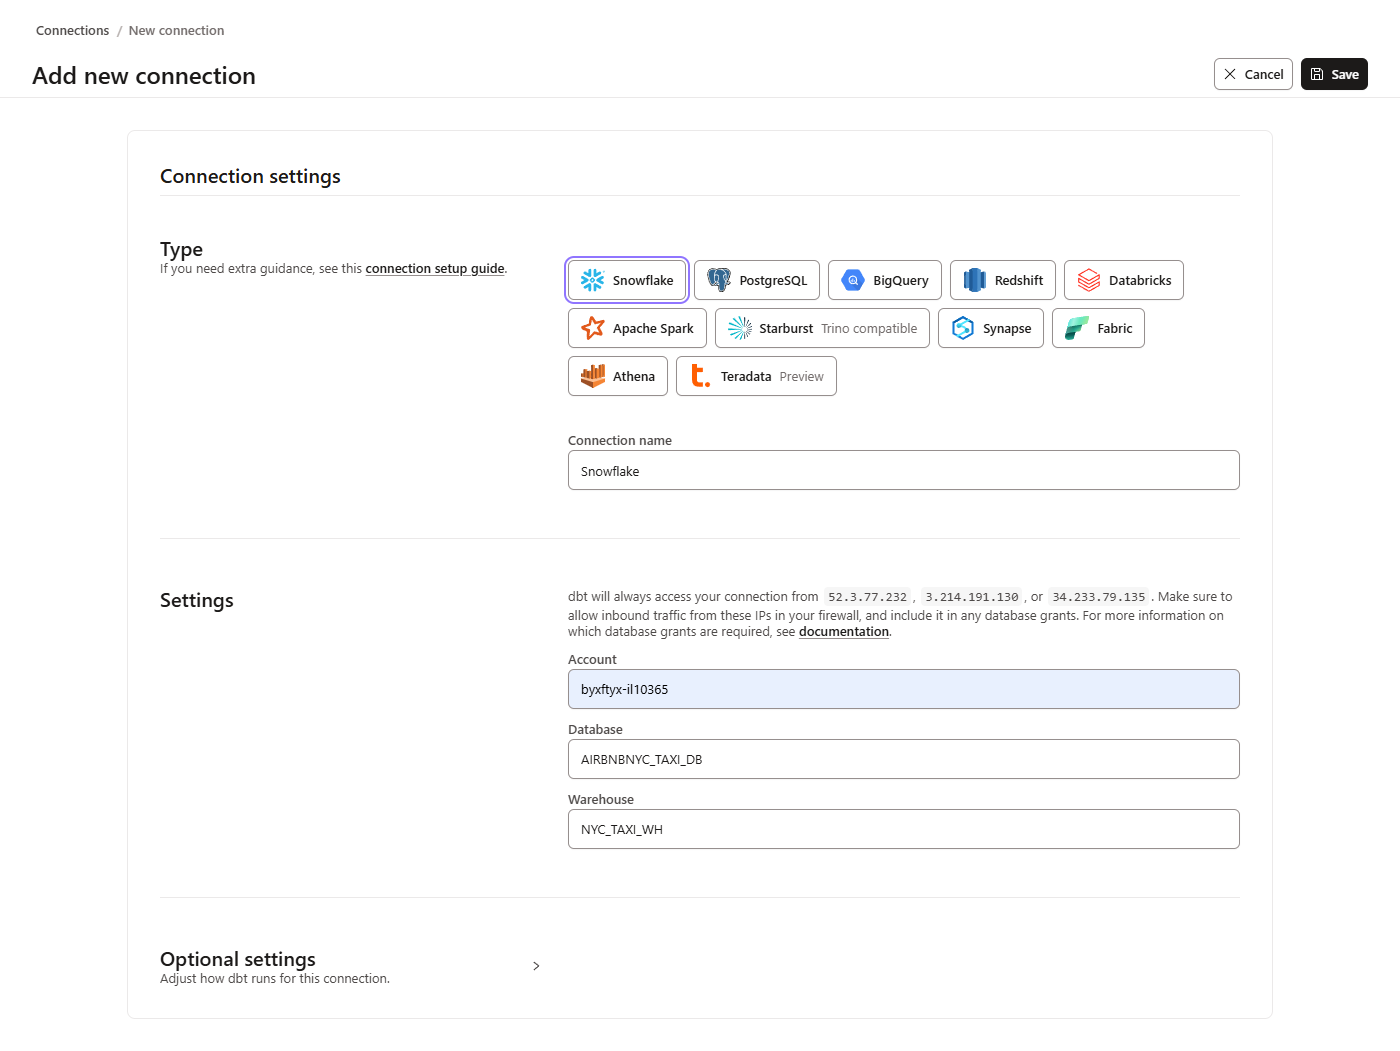 Connections / New connection
Add new connection
Cancel
Save
Connection settings
Type
If you need extra guidance, see this connection setup guide.
Snowflake
PostgreSQL
BigQuery
Redshift
Databricks
Apache Spark
Starburst Trino compatible
Synapse
Fabric
Athena
Teradata Preview
Connection name
Snowflake
Settings
dbt will always access your connection from 52.3.77.232 , 3.214.191.130 , or 34.233.79.135 . Make sure to
allow inbound traffic from these IPs in your firewall, and include it in any database grants. For more information on
which database grants are required, see documentation.
Account
byxftyx-il10365
Database
AIRBNBNYC_TAXI_DB
Warehouse
NYC_TAXI_WH
Optional settings
Adjust how dbt runs for this connection.